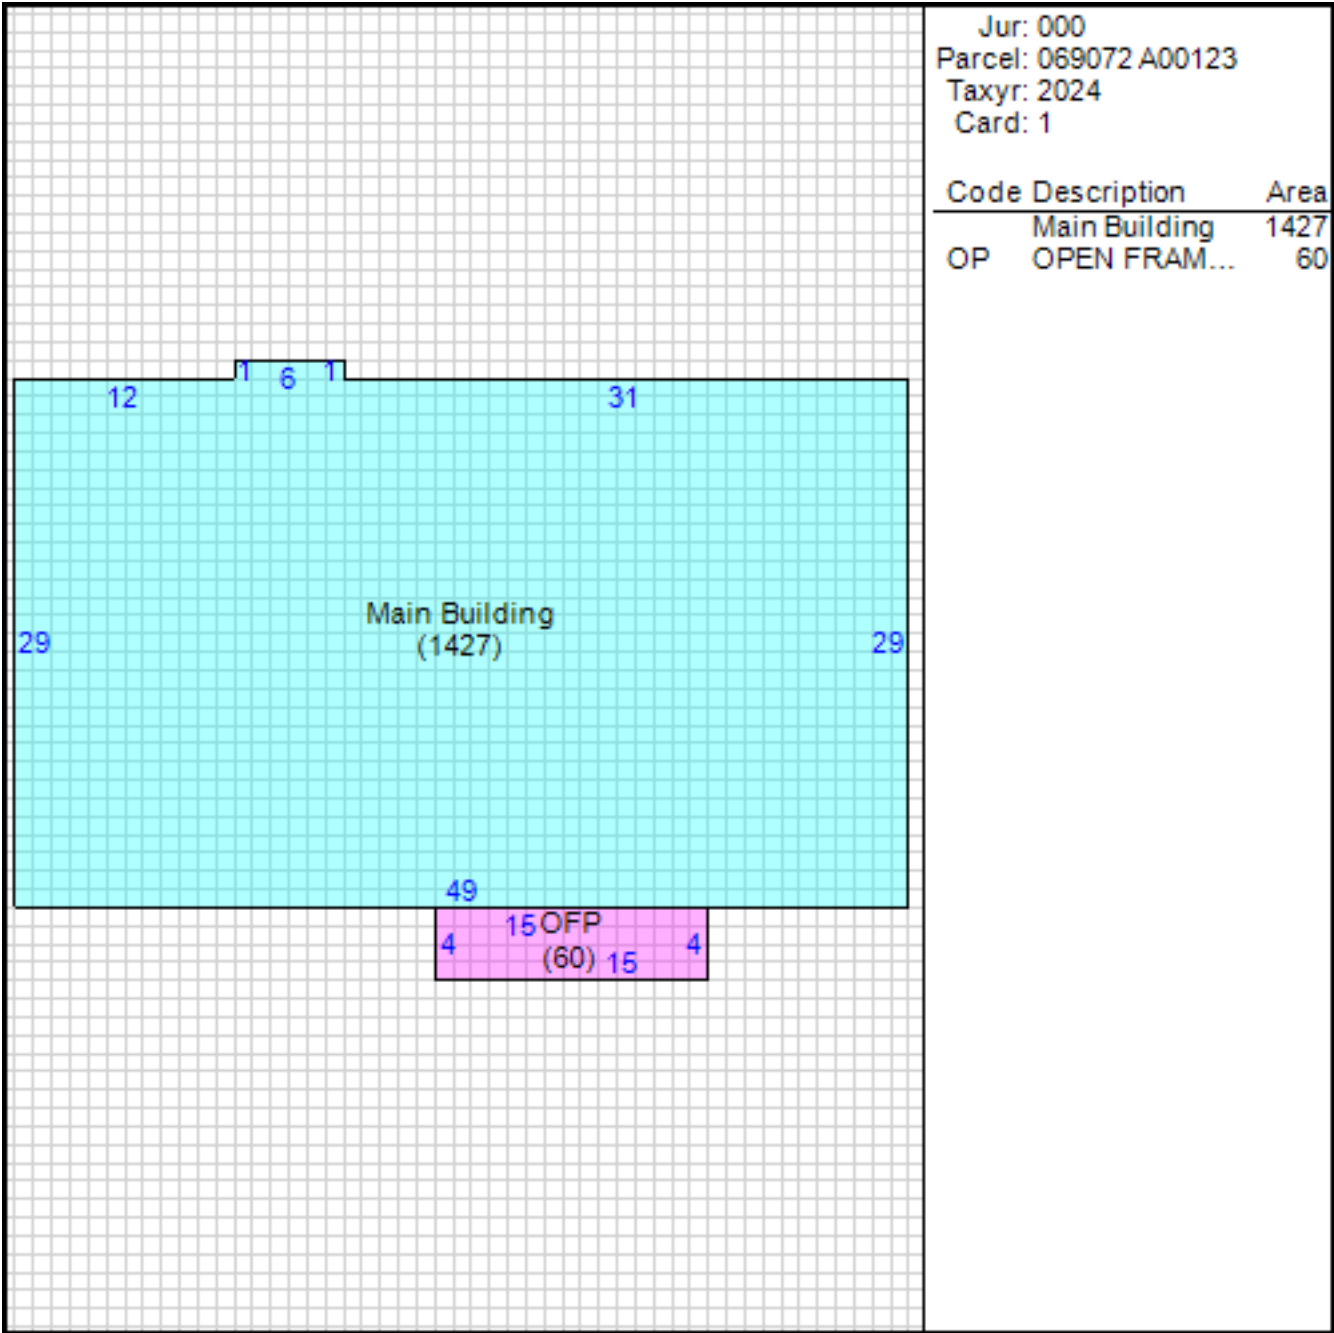 Jur: 000
Parcel: 069072 A00123
Taxyr: 2024
Card: 1
Code Description Area
Main Building 1427
OP OPEN FRAM... 60
1 6 1
12 31
Main Building
(1427)
29 29
49
15 OFP
4 4
(60) 15